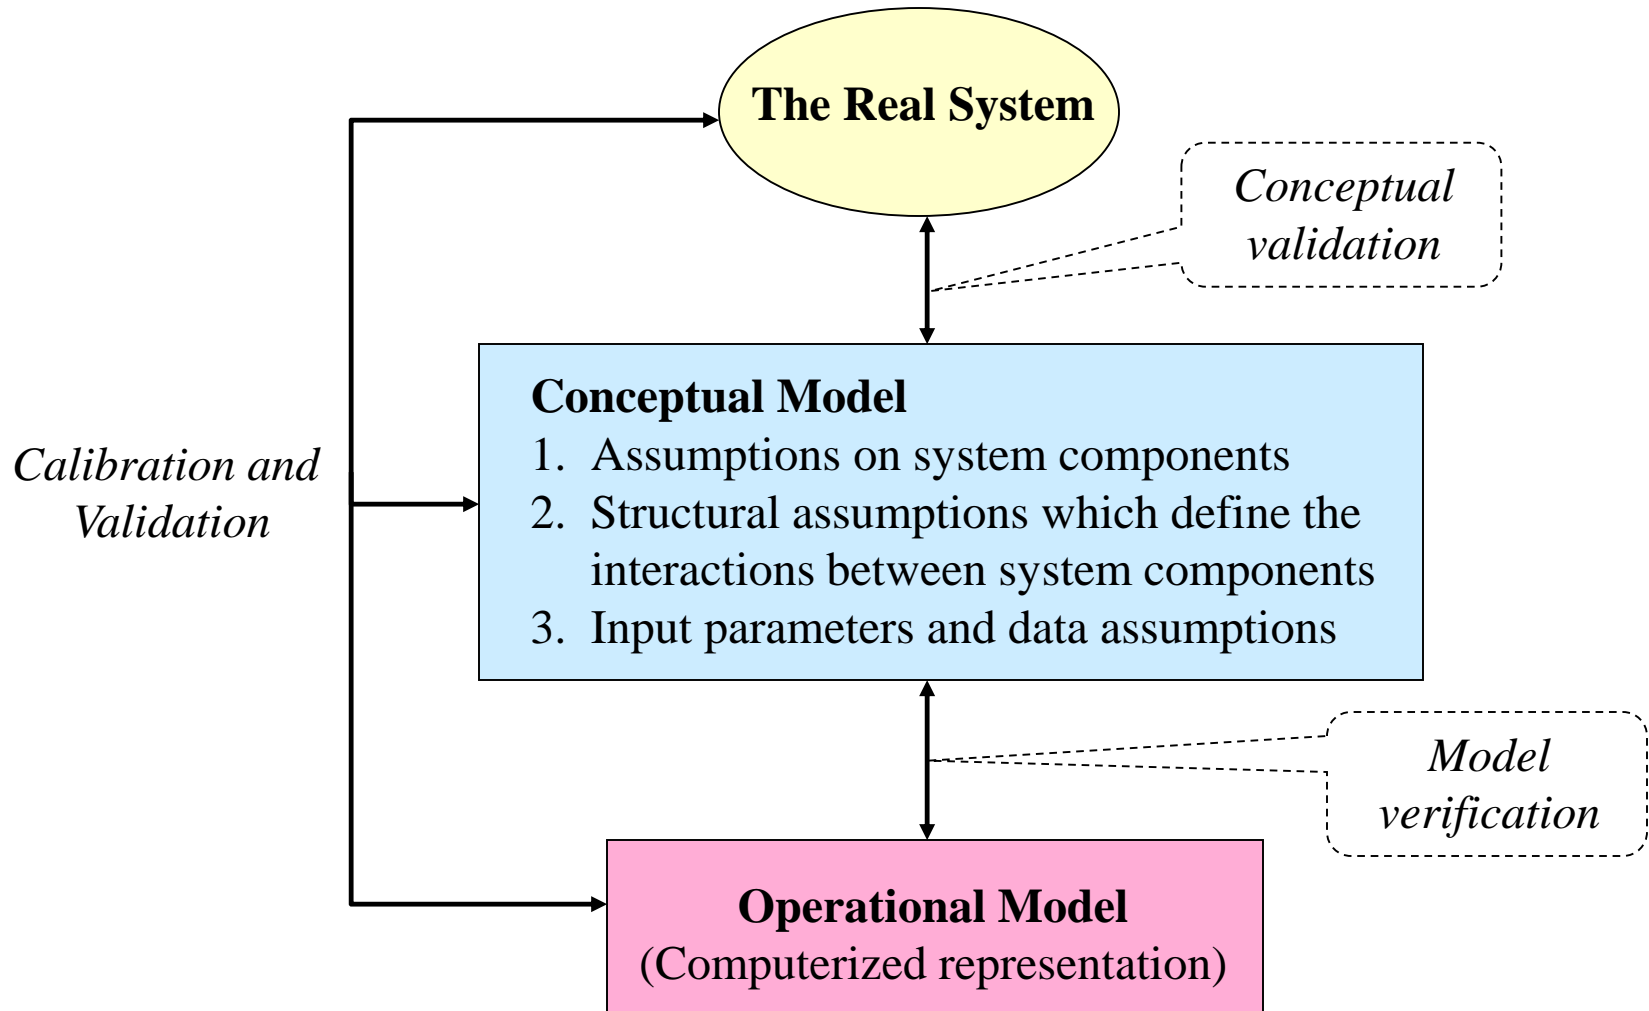 The Real System
Conceptual
validation
Conceptual Model
1. Assumptions on system components
2. Structural assumptions which define the
interactions between system components
3. Input parameters and data assumptions
Calibration and
Validation
Model
verification
Operational Model
(Computerized representation)